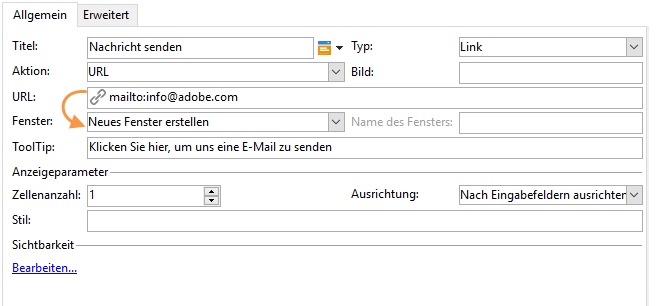 Allgemein Erweitert
Titel: Nachricht senden Typ: Link
Aktion: URL Bild:
URL: mailto:info@adobe.com
Fenster: Neues Fenster erstellen Name des Fensters:
ToolTip: Klicken Sie hier, um uns eine E-Mail zu senden
Anzeigeparameter
Zellenanzahl: 1 Ausrichtung: Nach Eingabefeldern ausrichten
Stil:
Sichtbarkeit
Bearbeiten...